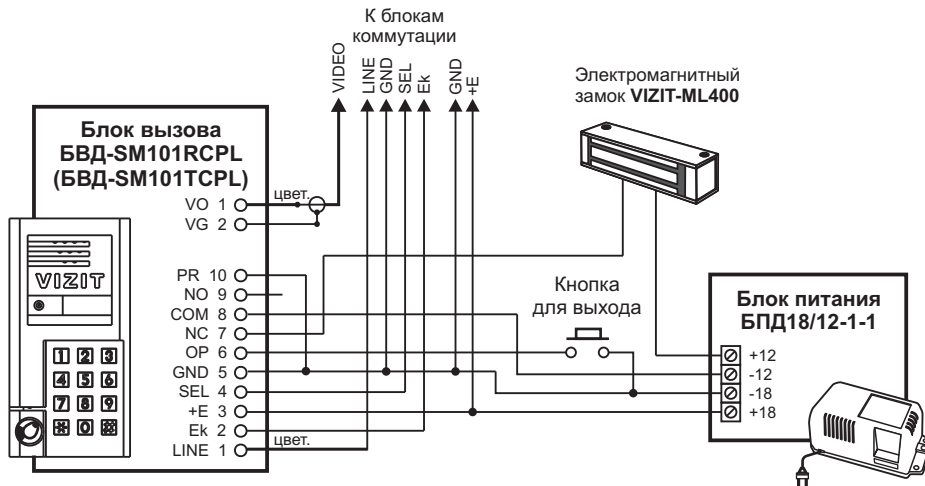 К блокам
коммутации
VIDEO
LINE
GND
SEL
Ek
GND
+E
Электромагнитный
замок VIZIT-ML400
Блок вызова
БВД-SM101RCPL
(БВД-SM101TCPL)
VO 1
цвет.
VG 2
PR 10
NO 9
COM 8
NC 7
OP 6
GND 5
SEL 4
+E 3
Ek 2
LINE 1
цвет.
VIZIT
1 2 3
4 5 6
7 8 9
* 0 #
Кнопка
для выхода
Блок питания
БПД18/12-1-1
+12
-12
-18
+18